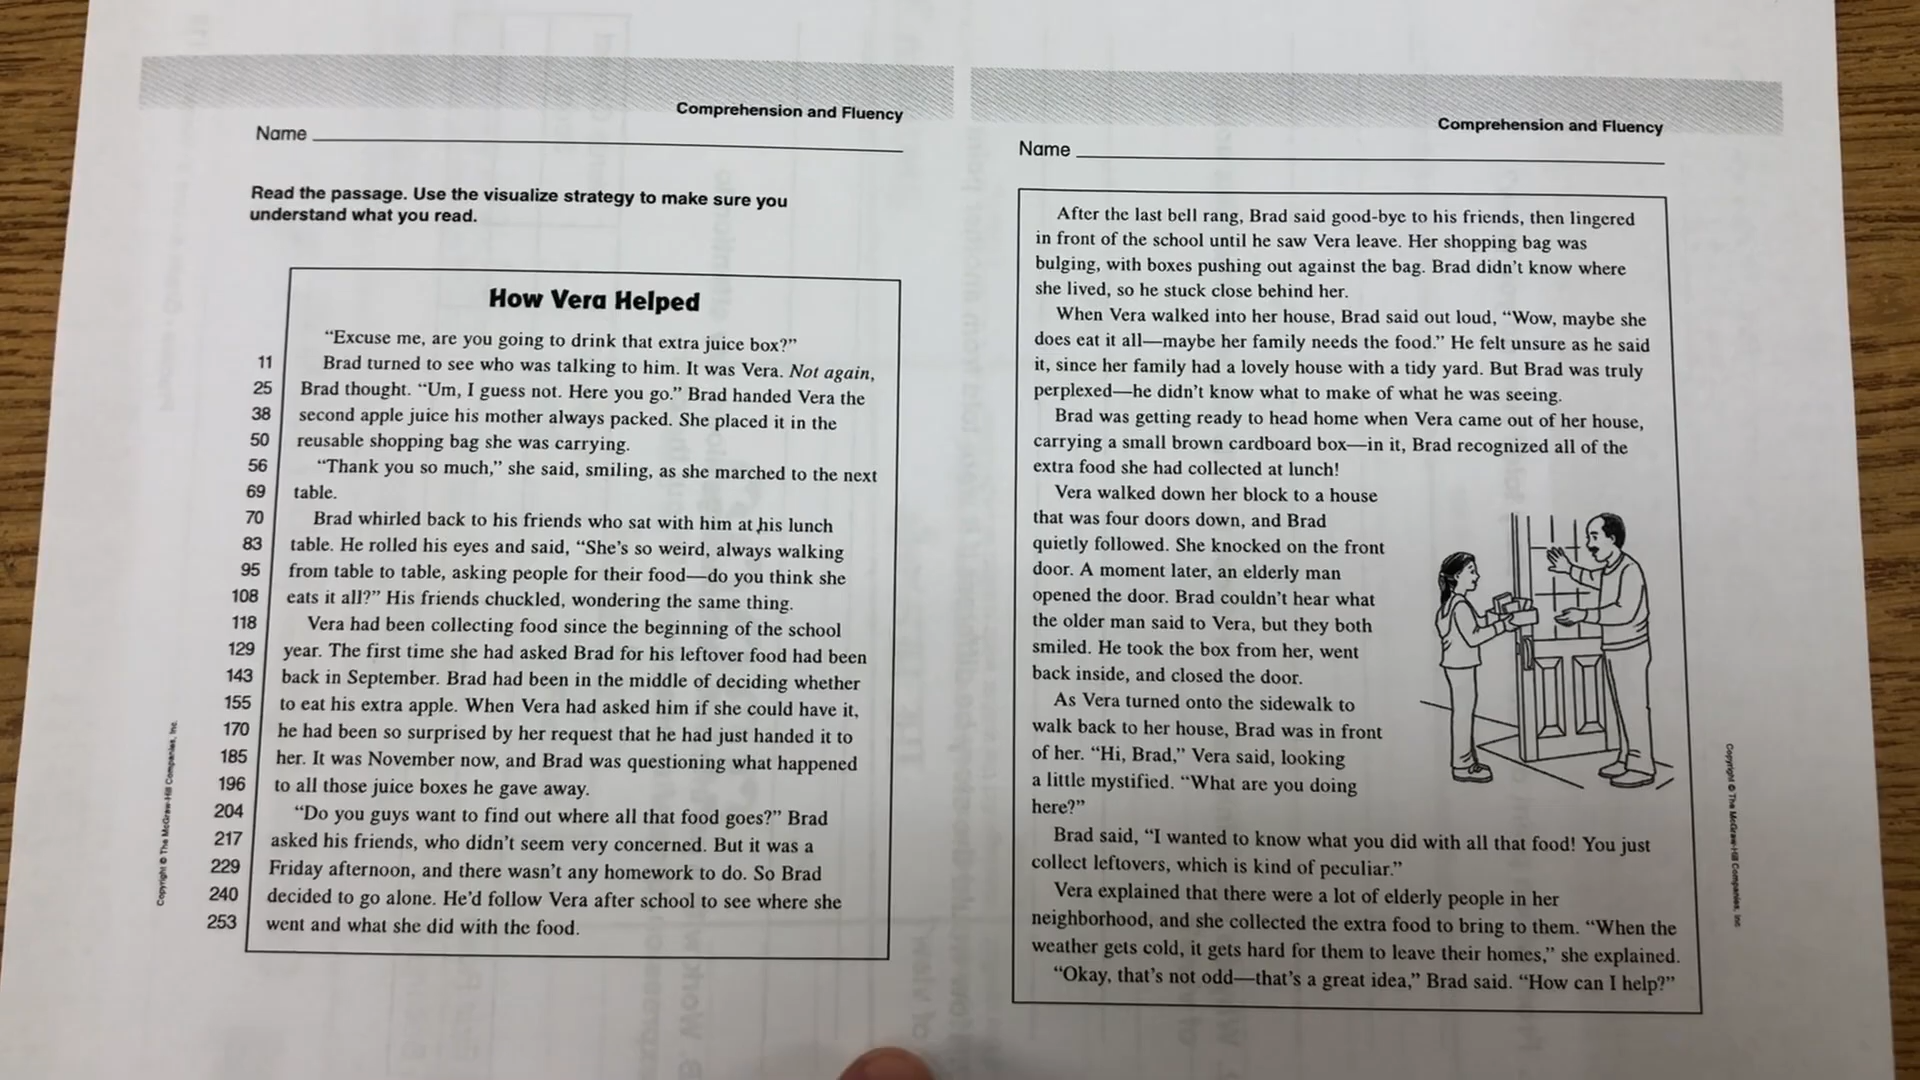 Comprehension and Fluency
Name
Read the passage. Use the visualize strategy to make sure you
understand what you read.
How Vera Helped
“Excuse me, are you going to drink that extra juice box?”
11 Brad turned to see who was talking to him. It was Vera. Not again,
25 Brad thought. “Um, I guess not. Here you go.” Brad handed Vera the
38 second apple juice his mother always packed. She placed it in the
50 reusable shopping bag she was carrying.
56 “Thank you so much,” she said, smiling, as she marched to the next
69 table.
70 Brad whirled back to his friends who sat with him at his lunch
83 table. He rolled his eyes and said, “She’s so weird, always walking
95 from table to table, asking people for their food—do you think she
108 eats it all?” His friends chuckled, wondering the same thing.
118 Vera had been collecting food since the beginning of the school
129 year. The first time she had asked Brad for his leftover food had been
143 back in September. Brad had been in the middle of deciding whether
155 to eat his extra apple. When Vera had asked him if she could have it,
170 he had been so surprised by her request that he had just handed it to
185 her. It was November now, and Brad was questioning what happened
196 to all those juice boxes he gave away.
204 “Do you guys want to find out where all that food goes?” Brad
217 asked his friends, who didn’t seem very concerned. But it was a
229 Friday afternoon, and there wasn’t any homework to do. So Brad
240 decided to go alone. He’d follow Vera after school to see where she
253 went and what she did with the food.
Copyright © The McGraw-Hill Companies, Inc.
Comprehension and Fluency
Name
After the last bell rang, Brad said good-bye to his friends, then lingered
in front of the school until he saw Vera leave. Her shopping bag was
bulging, with boxes pushing out against the bag. Brad didn’t know where
she lived, so he stuck close behind her.
When Vera walked into her house, Brad said out loud, “Wow, maybe she
does eat it all—maybe her family needs the food.” He felt unsure as he said
it, since her family had a lovely house with a tidy yard. But Brad was truly
perplexed—he didn’t know what to make of what he was seeing.
Brad was getting ready to head home when Vera came out of her house,
carrying a small brown cardboard box—in it, Brad recognized all of the
extra food she had collected at lunch!
Vera walked down her block to a house
that was four doors down, and Brad
quietly followed. She knocked on the front
door. A moment later, an elderly man
opened the door. Brad couldn’t hear what
the older man said to Vera, but they both
smiled. He took the box from her, went
back inside, and closed the door.
As Vera turned onto the sidewalk to
walk back to her house, Brad was in front
of her. “Hi, Brad,” Vera said, looking
a little mystified. “What are you doing
here?”
Brad said, “I wanted to know what you did with all that food! You just
collect leftovers, which is kind of peculiar.”
Vera explained that there were a lot of elderly people in her
neighborhood, and she collected the extra food to bring to them. “When the
weather gets cold, it gets hard for them to leave their homes,” she explained.
“Okay, that’s not odd—that’s a great idea,” Brad said. “How can I help?”
Copyright © The McGraw-Hill Companies, Inc.